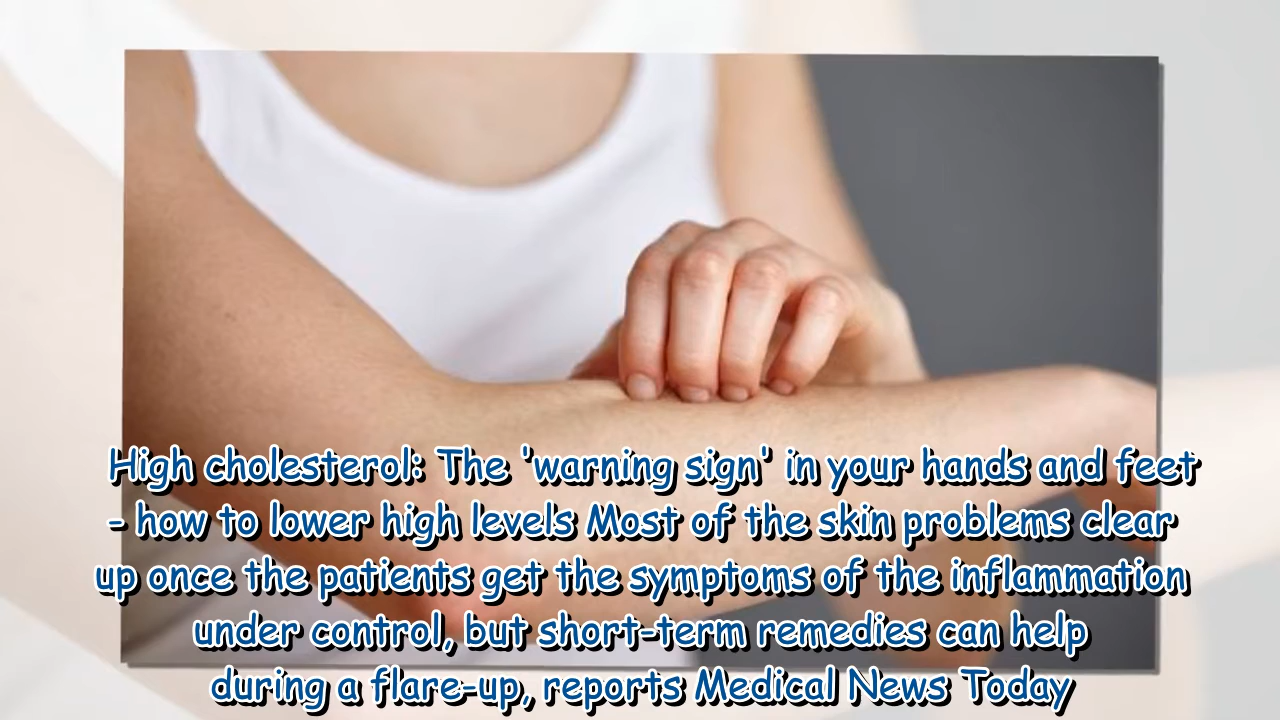 High cholesterol: The 'warning sign' in your hands and feet
- how to lower high levels Most of the skin problems clear
up once the patients get the symptoms of the inflammation
under control, but short-term remedies can help
during a flare-up, reports Medical News Today